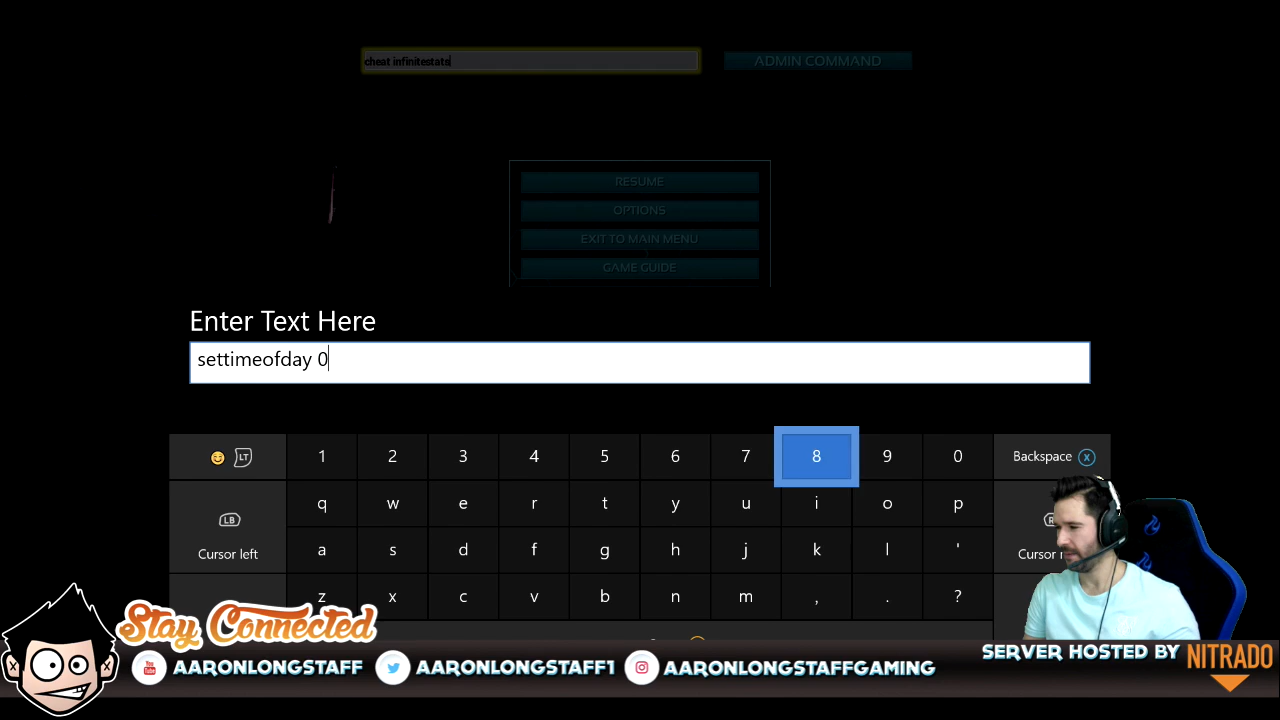 cheat infinitestats
ADMIN COMMAND
RESUME
OPTIONS
EXIT TO MAIN MENU
GAME GUIDE
Enter Text Here
settimeofday 0
LT 1 2 3 4 5 6 7 8 9 0 Backspace X
q w e r t y u i o p
LB
Cursor left
a s d f g h j k l '
z x c v b n m , . ?
Stay Connected
You Tube AARONLONGSTAFF AARONLONGSTAFF1 AARONLONGSTAFFGAMING
SERVER HOSTED BY NITRADO